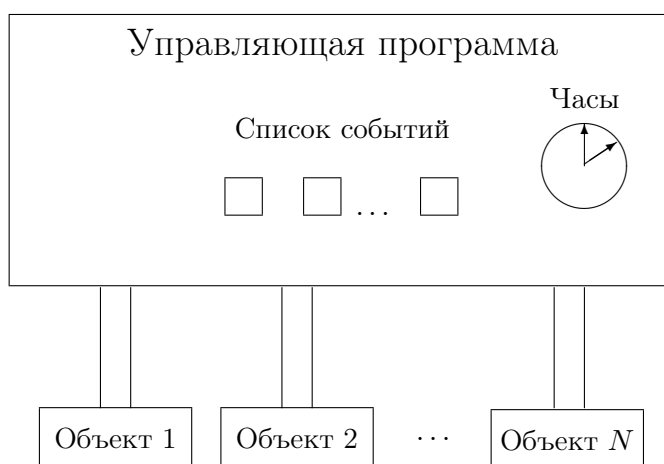 Управляющая программа
Часы
Список событий
...
Объект 1 Объект 2 ... Объект N